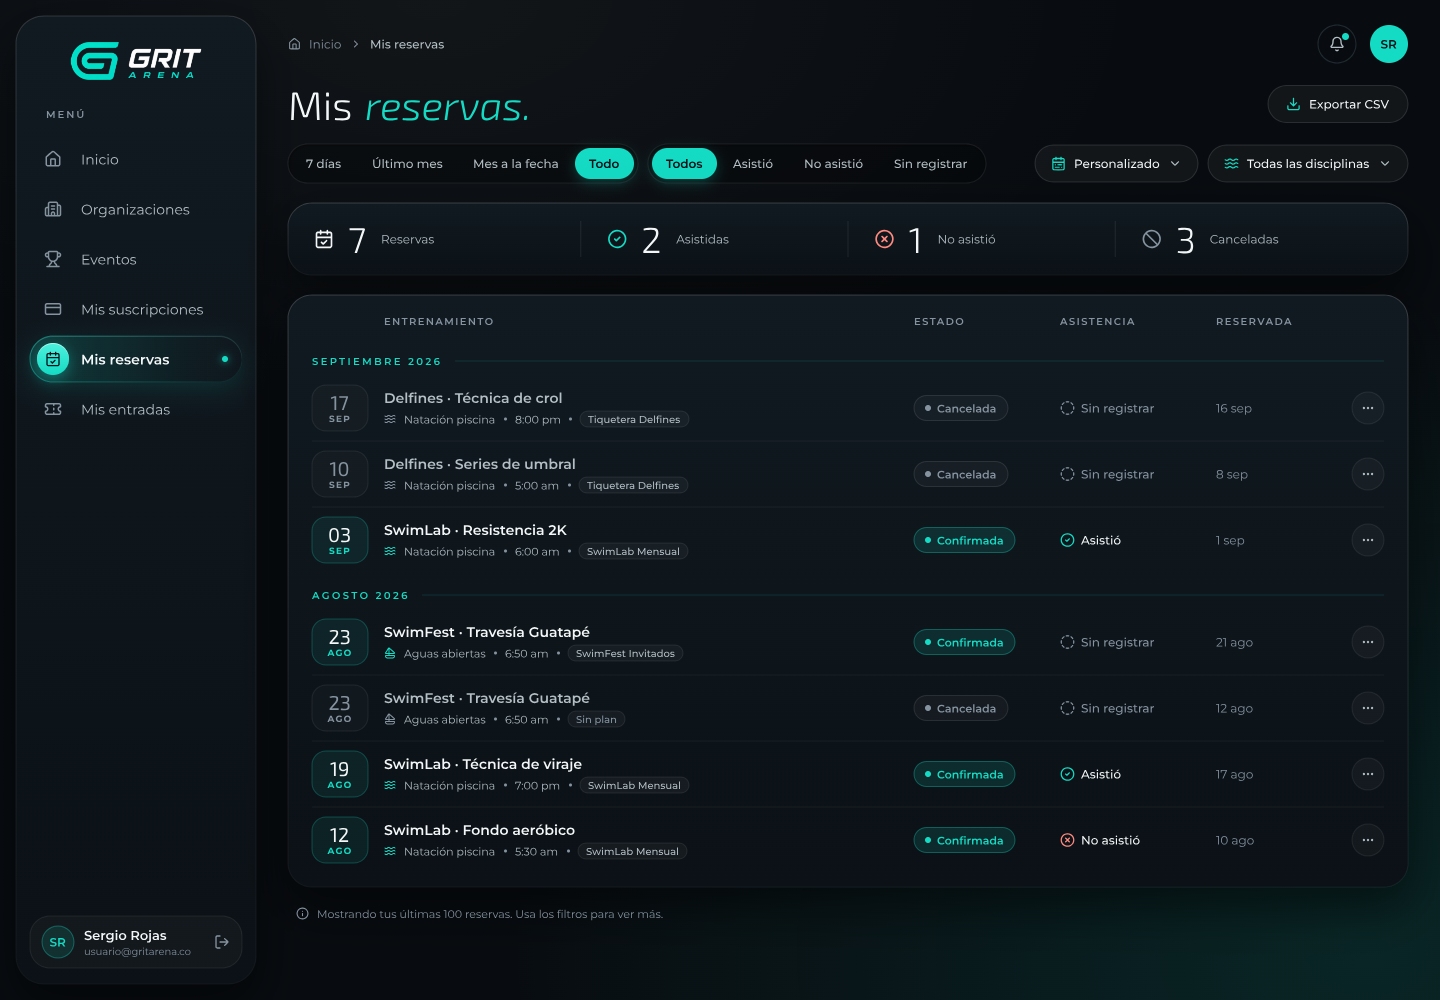 GRIT
ARENA
MENÚ
Inicio
Organizaciones
Eventos
Mis suscripciones
Mis reservas
Mis entradas
SR
Sergio Rojas
usuario@gritarena.co
Inicio > Mis reservas
SR
Mis reservas.
Exportar CSV
7 días Último mes Mes a la fecha Todo Todos Asistió No asistió Sin registrar Personalizado Todas las disciplinas
7 Reservas 2 Asistidas 1 No asistió 3 Canceladas
ENTRENAMIENTO ESTADO ASISTENCIA RESERVADA
SEPTIEMBRE 2026
17 SEP
Delfines · Técnica de crol
Natación piscina • 8:00 pm • Tiquetera Delfines
Cancelada Sin registrar 16 sep
10 SEP
Delfines · Series de umbral
Natación piscina • 5:00 am • Tiquetera Delfines
Cancelada Sin registrar 8 sep
03 SEP
SwimLab · Resistencia 2K
Natación piscina • 6:00 am • SwimLab Mensual
Confirmada Asistió 1 sep
AGOSTO 2026
23 AGO
SwimFest · Travesía Guatapé
Aguas abiertas • 6:50 am • SwimFest Invitados
Confirmada Sin registrar 21 ago
23 AGO
SwimFest · Travesía Guatapé
Aguas abiertas • 6:50 am • Sin plan
Cancelada Sin registrar 12 ago
19 AGO
SwimLab · Técnica de viraje
Natación piscina • 7:00 pm • SwimLab Mensual
Confirmada Asistió 17 ago
12 AGO
SwimLab · Fondo aeróbico
Natación piscina • 5:30 am • SwimLab Mensual
Confirmada No asistió 10 ago
Mostrando tus últimas 100 reservas. Usa los filtros para ver más.